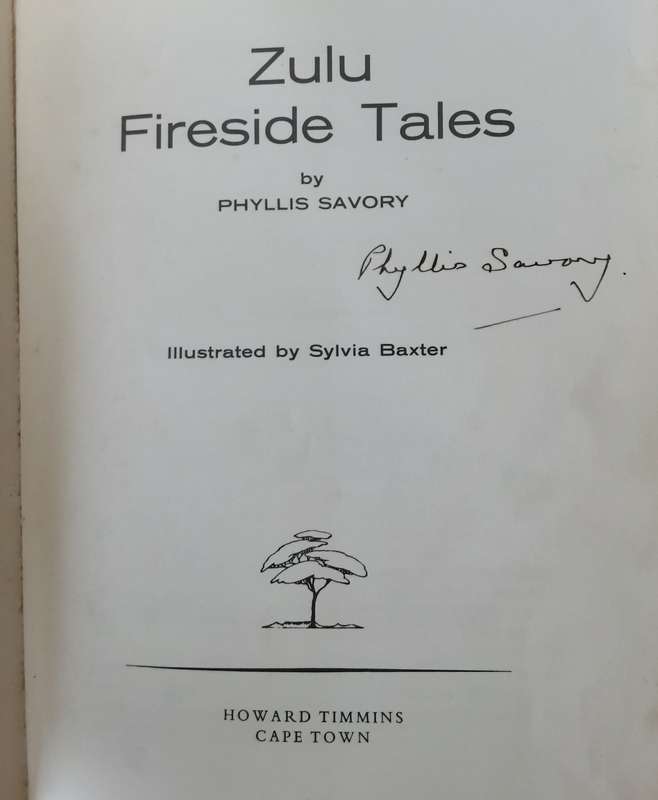 Zulu
Fireside Tales
by
PHYLLIS SAVORY
Phyllis Savory.
Illustrated by Sylvia Baxter
HOWARD TIMMINS
CAPE TOWN